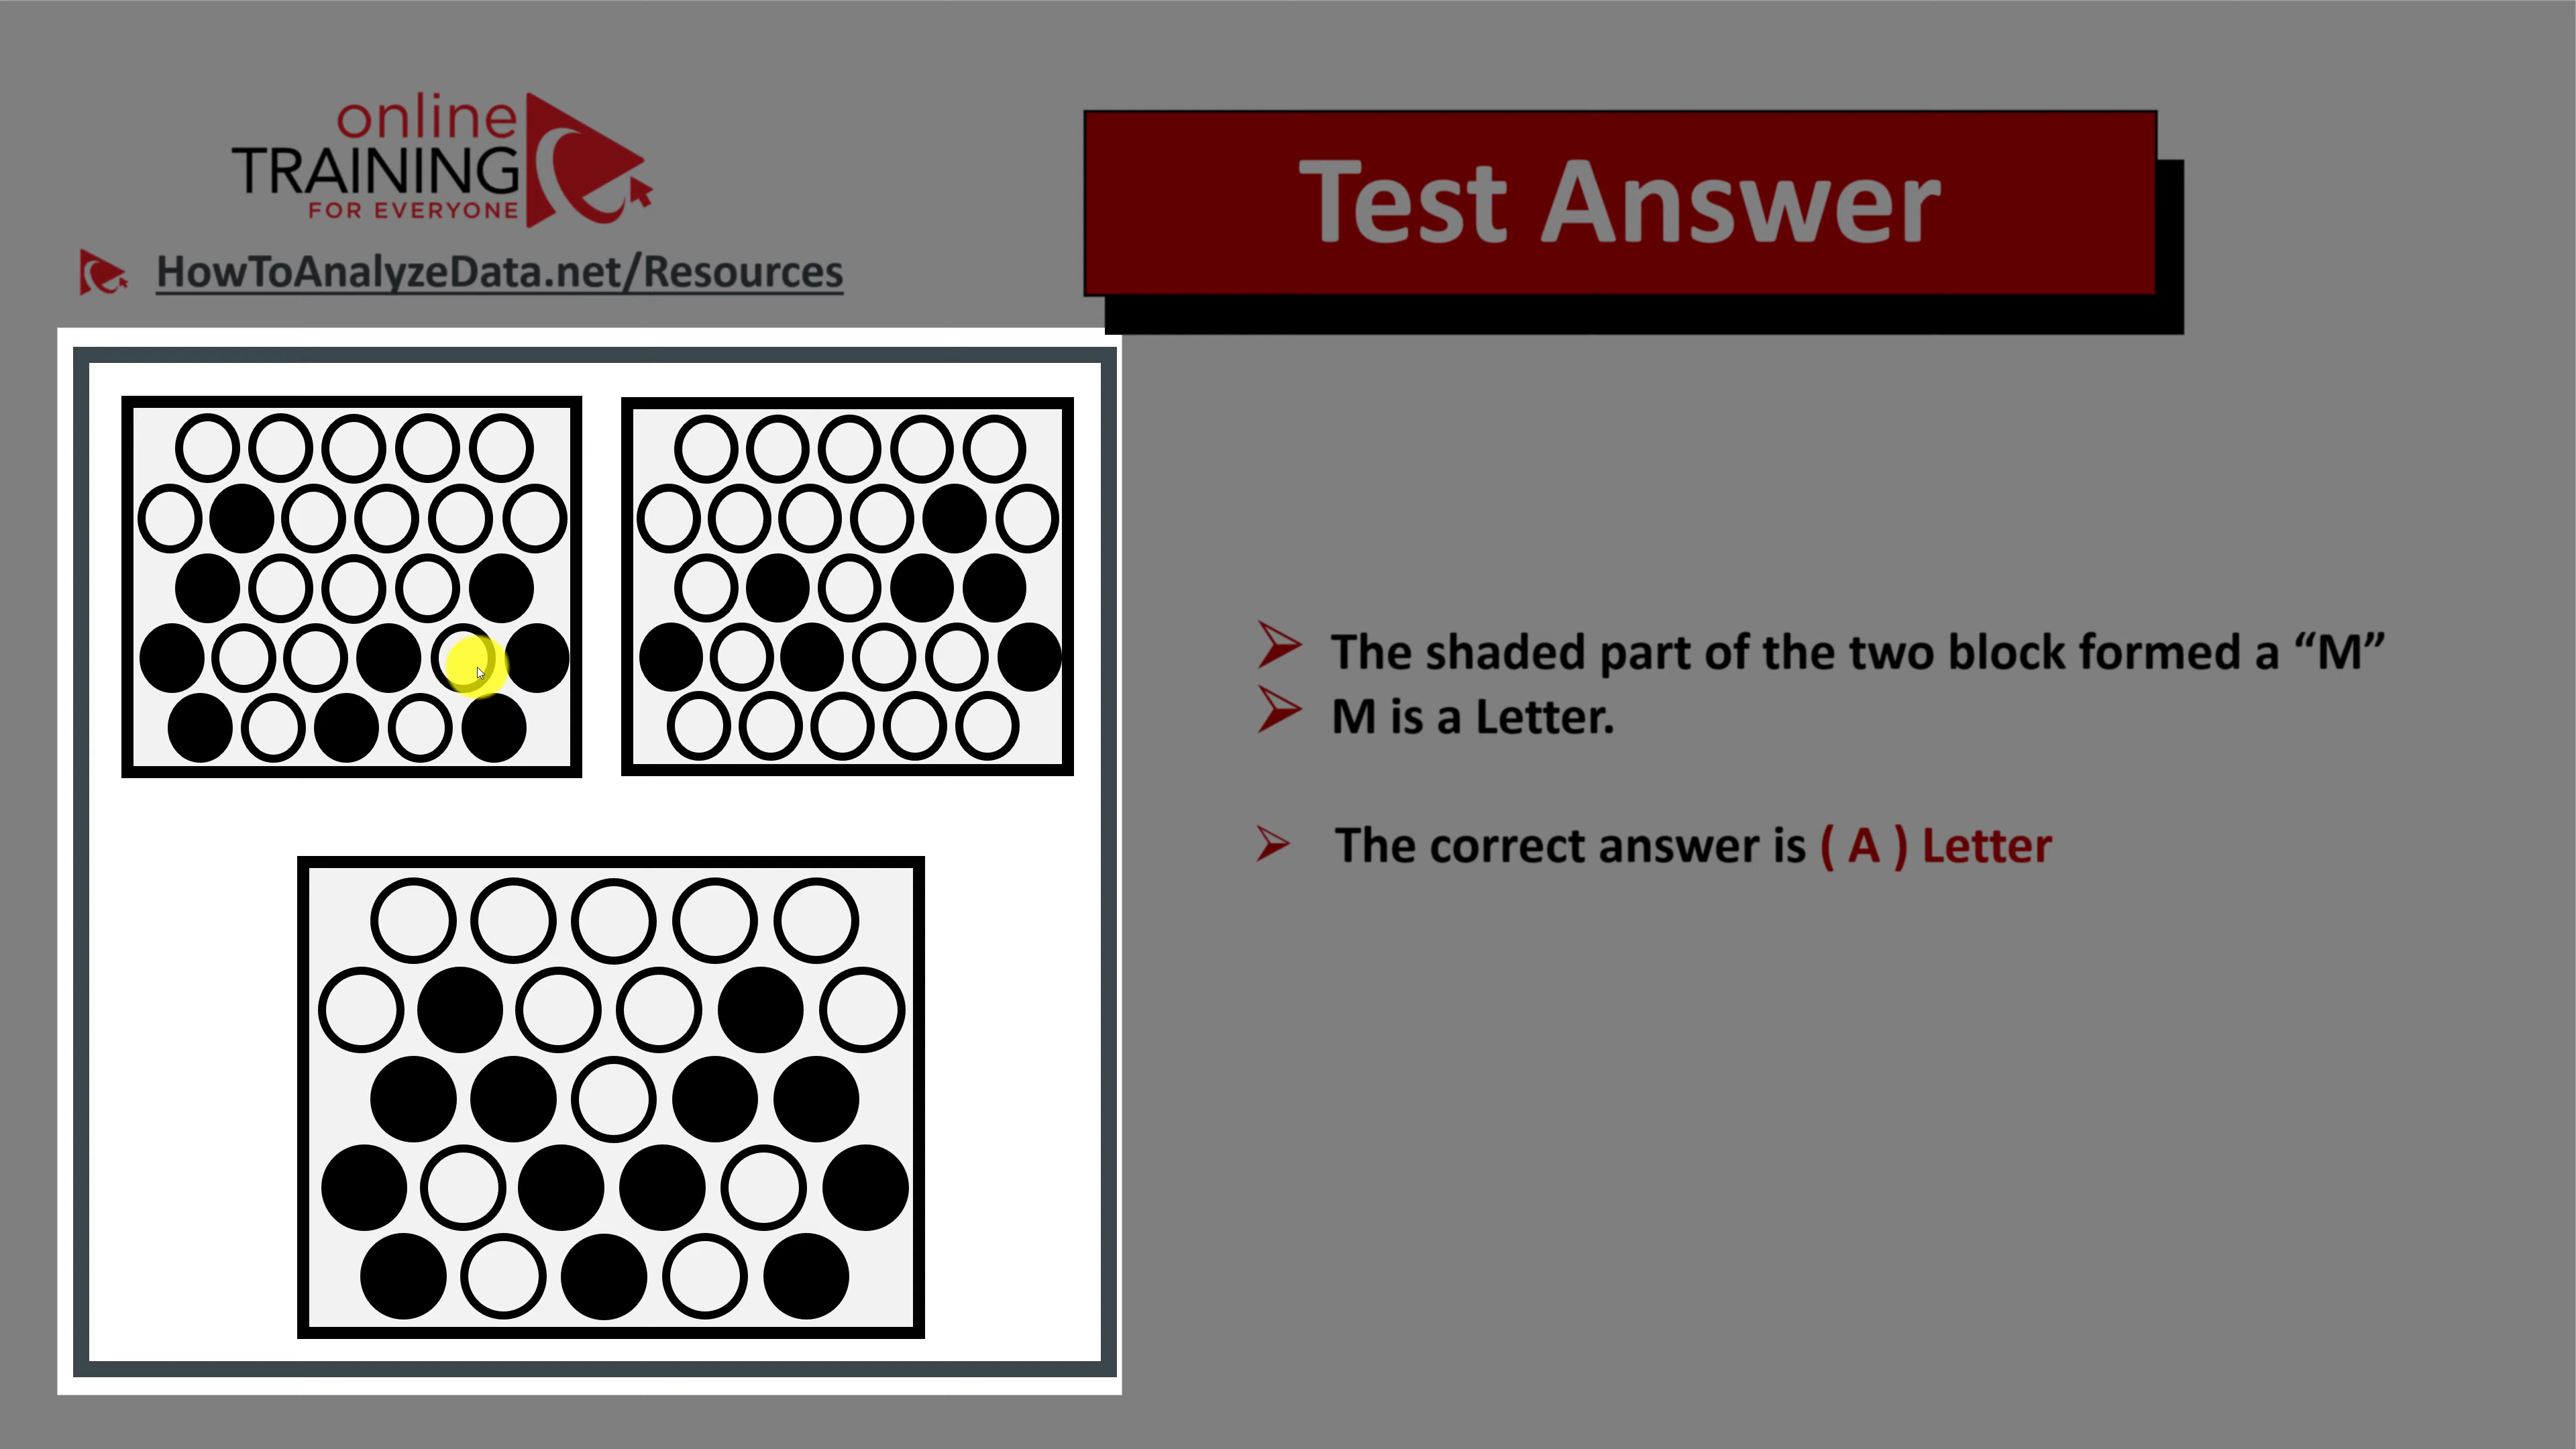 online
TRAINING
FOR EVERYONE
HowToAnalyzeData.net/Resources
Test Answer
The shaded part of the two block formed a “M”
M is a Letter.
The correct answer is ( A ) Letter